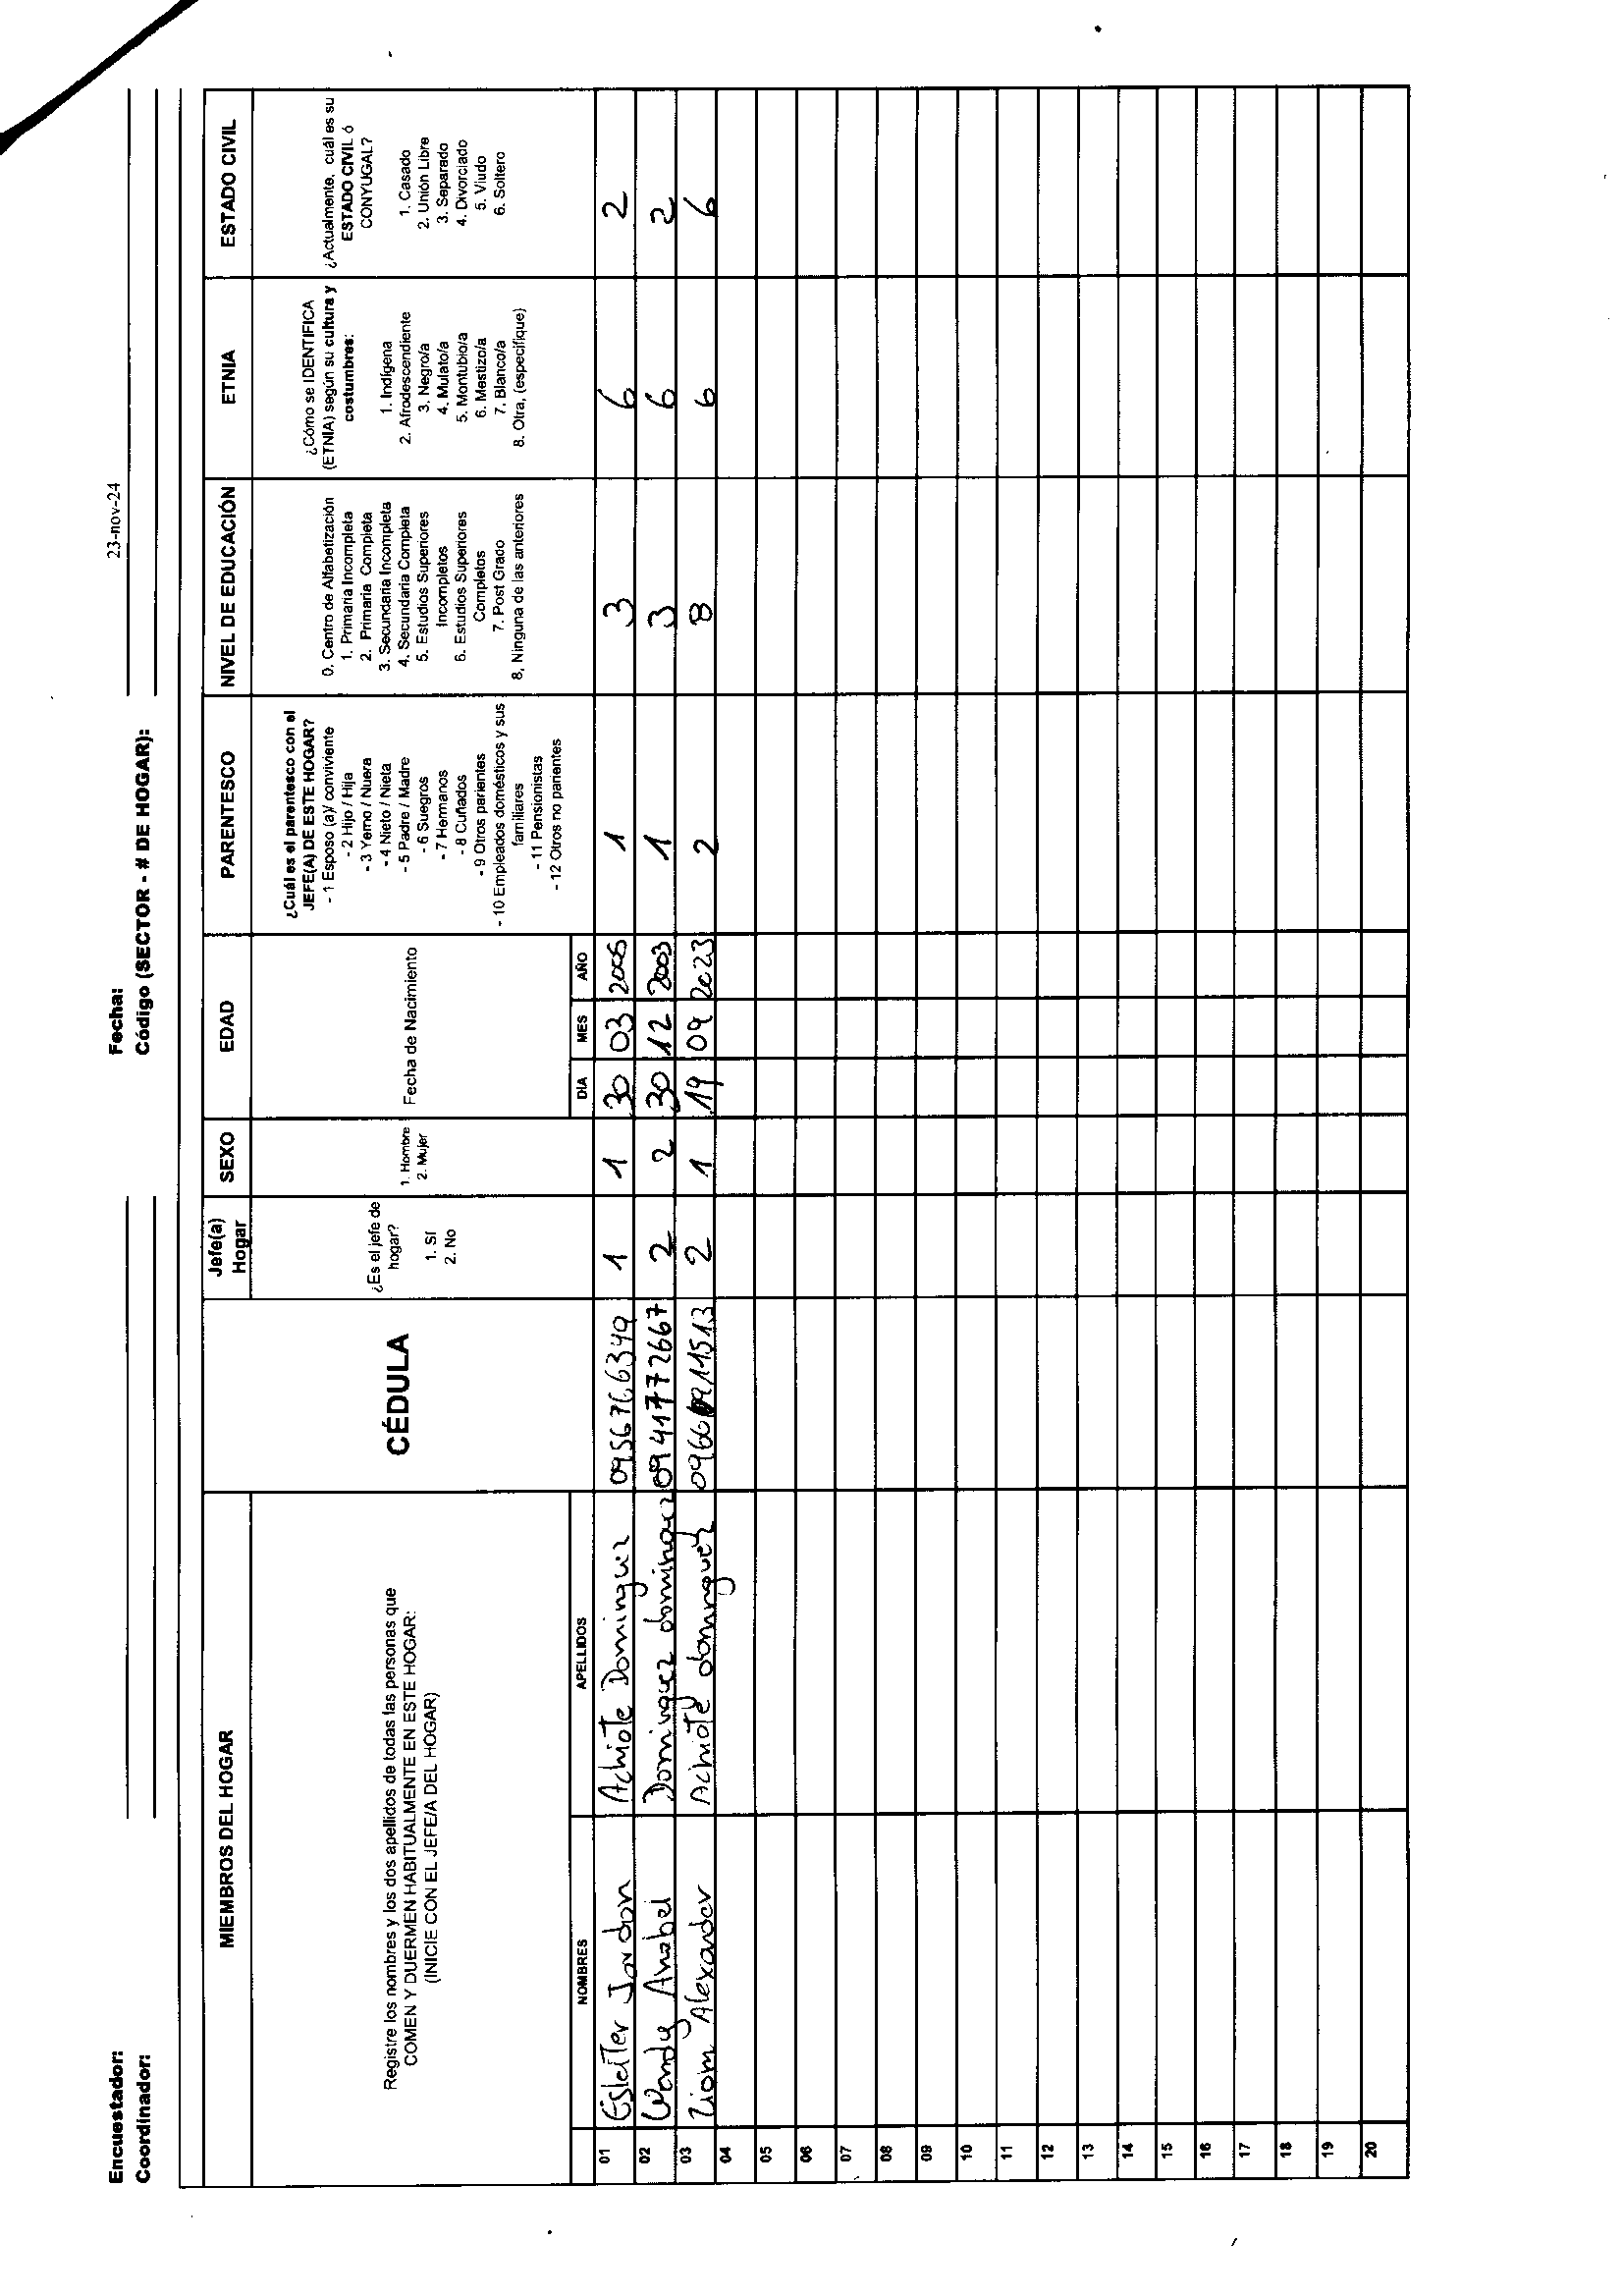 Encuestador: Fecha: 23-nov-24
Coordinador: Código (SECTOR - # DE HOGAR):
MIEMBROS DEL HOGAR
Registre los nombres y los dos apellidos de todas las personas que
COMEN Y DUERMEN HABITUALMENTE EN ESTE HOGAR:
(INICIE CON EL JEFE/A DEL HOGAR)
NOMBRES APELLIDOS
CÉDULA
Jefe(a)
Hogar
¿Es el jefe de
hogar?
1. Sí
2. No
SEXO
1. Hombre
2. Mujer
EDAD
Fecha de Nacimiento
DIA MES AÑO
PARENTESCO
¿Cuál es el parentesco con el
JEFE(A) DE ESTE HOGAR?
- 1 Esposo (a)/ conviviente
- 2 Hijo / Hija
- 3 Yerno / Nuera
- 4 Nieto / Nieta
- 5 Padre / Madre
- 6 Suegros
- 7 Hermanos
- 8 Cuñados
- 9 Otros parientes
- 10 Empleados domésticos y sus
familiares
- 11 Pensionistas
- 12 Otros no parientes
NIVEL DE EDUCACIÓN
0. Centro de Alfabetización
1. Primaria Incompleta
2. Primaria Completa
3. Secundaria Incompleta
4. Secundaria Completa
5. Estudios Superiores
Incompletos
6. Estudios Superiores
Completos
7. Post Grado
8, Ninguna de las anteriores
ETNIA
¿Cómo se IDENTIFICA
(ETNIA) según su cultura y
costumbres:
1. Indígena
2. Afrodescendiente
3. Negro/a
4. Mulato/a
5. Montubio/a
6. Mestizo/a
7. Blanco/a
8. Otra, (especifique)
ESTADO CIVIL
¿Actualmente, cuál es su
ESTADO CIVIL ó
CONYUGAL?
1. Casado
2. Unión Libre
3. Separado
4. Divorciado
5. Viudo
6. Soltero
01 Jordon Achiote Dominguez 0956766349 1 1 30 03 1 3 6 2
02 Wendy Anabel Dominguez dominguez 0941772667 2 2 30 12 2003 1 3 6 2
03 Liom Alexander Achiote dominguez 2 1 19 09 2023 2 8 6 6
04
05
06
07
08
09
10
11
12
13
14
15
16
17
18
19
20